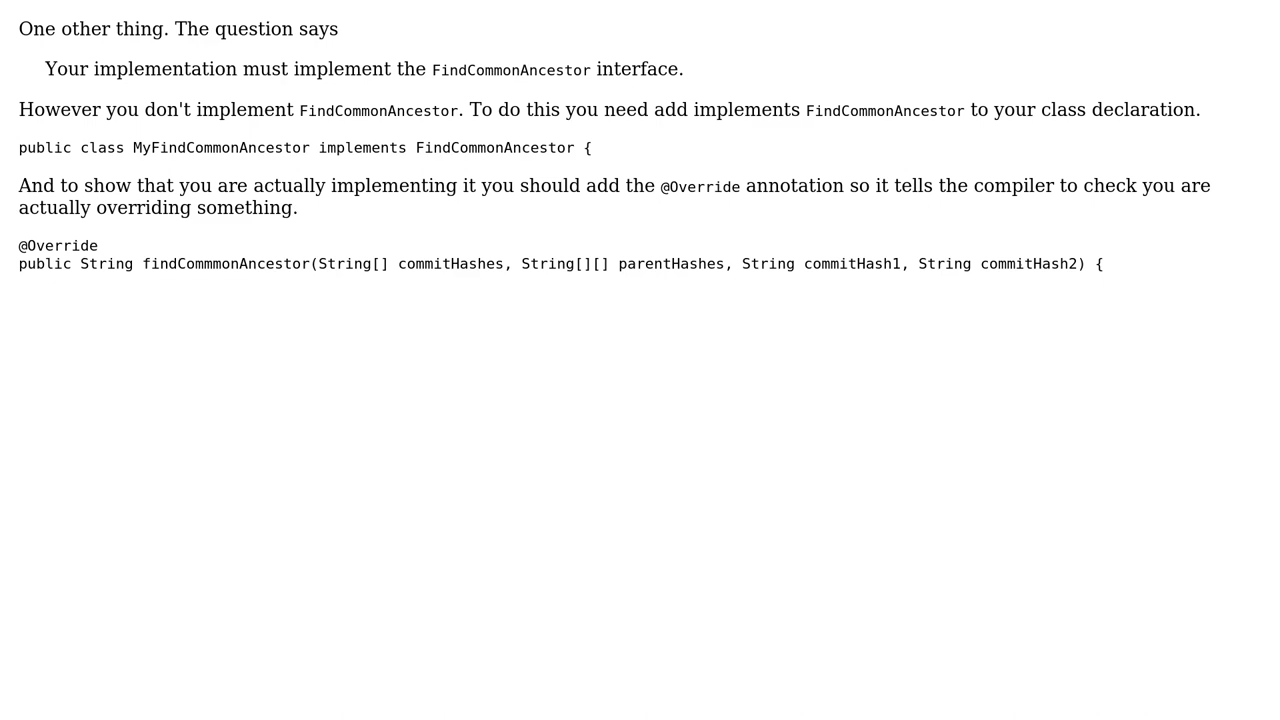 One other thing. The question says
Your implementation must implement the FindCommonAncestor interface.
However you don't implement FindCommonAncestor. To do this you need add implements FindCommonAncestor to your class declaration.
public class MyFindCommonAncestor implements FindCommonAncestor {
And to show that you are actually implementing it you should add the @Override annotation so it tells the compiler to check you are
actually overriding something.
@Override
public String findCommmonAncestor(String[] commitHashes, String[][] parentHashes, String commitHash1, String commitHash2) {